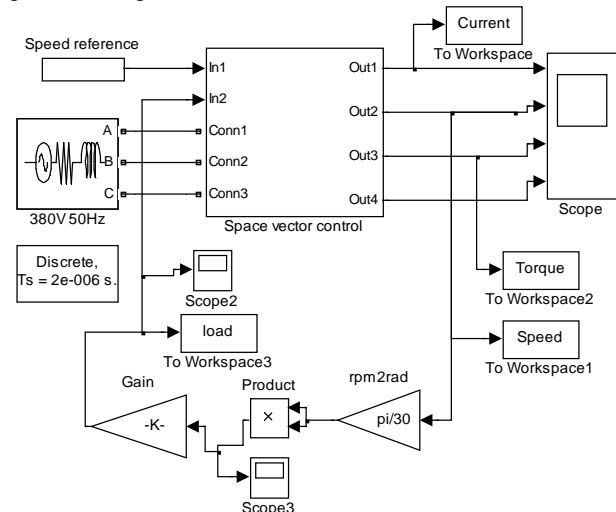 Speed reference
Current
To Workspace
In1
In2
Conn1
Conn2
Conn3
Out1
Out2
Out3
Out4
Space vector control
Scope
A
B
C
380V 50Hz
Discrete,
Ts = 2e-006 s.
Scope2
load
To Workspace3
Torque
To Workspace2
Speed
To Workspace1
Gain
-K-
Product
×
rpm2rad
pi/30
Scope3